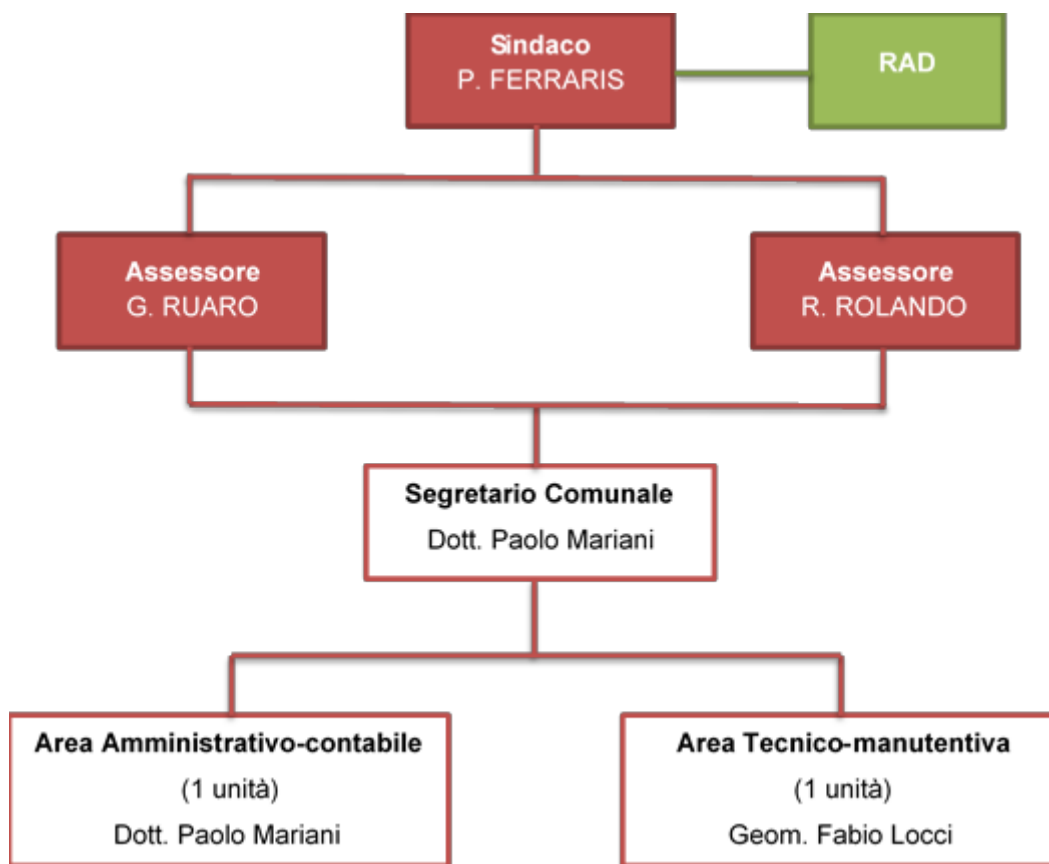 Sindaco
P. FERRARIS
RAD
Assessore
G. RUARO
Assessore
R. ROLANDO
Segretario Comunale
Dott. Paolo Mariani
Area Amministrativo-contabile
(1 unità)
Dott. Paolo Mariani
Area Tecnico-manutentiva
(1 unità)
Geom. Fabio Locci